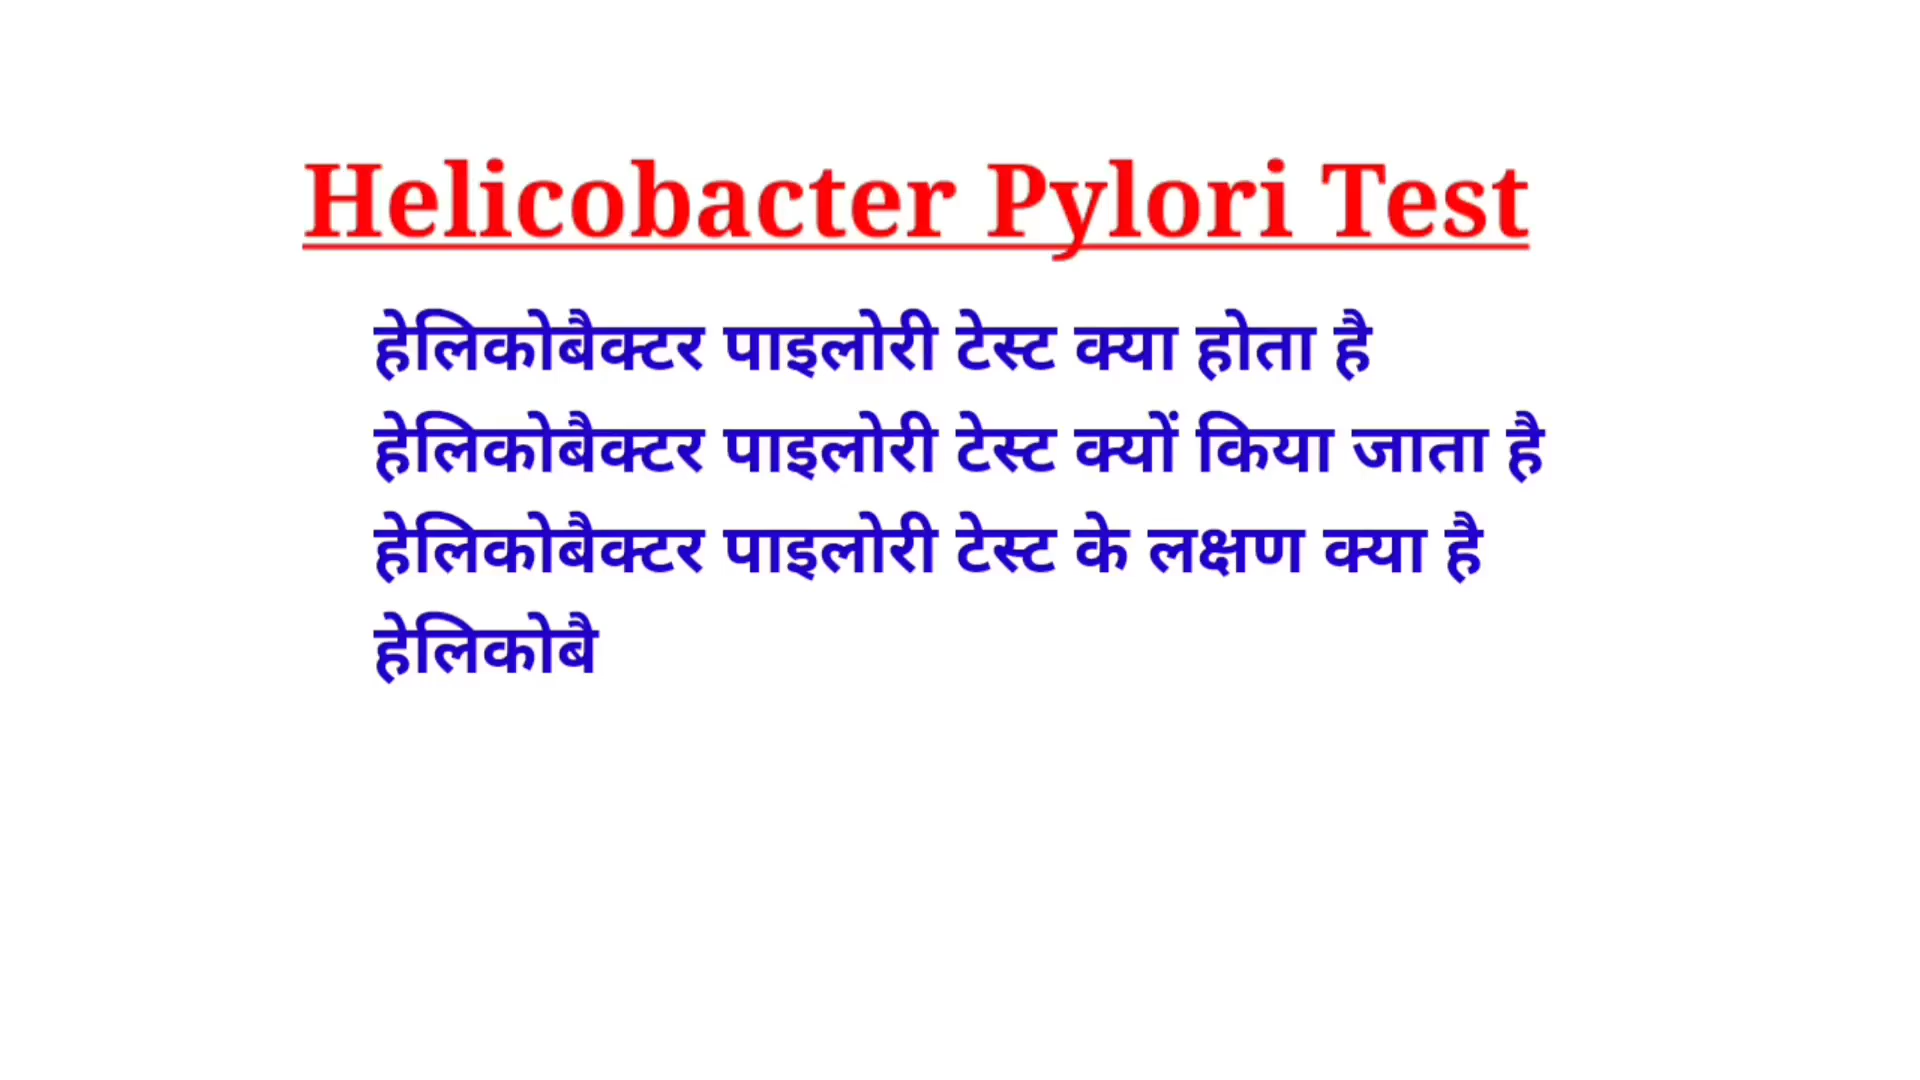 Helicobacter Pylori Test
हेलिकोबैक्टर पाइलोरी टेस्ट क्या होता है
हेलिकोबैक्टर पाइलोरी टेस्ट क्यों किया जाता है
हेलिकोबैक्टर पाइलोरी टेस्ट के लक्षण क्या है
हेलिकोबै